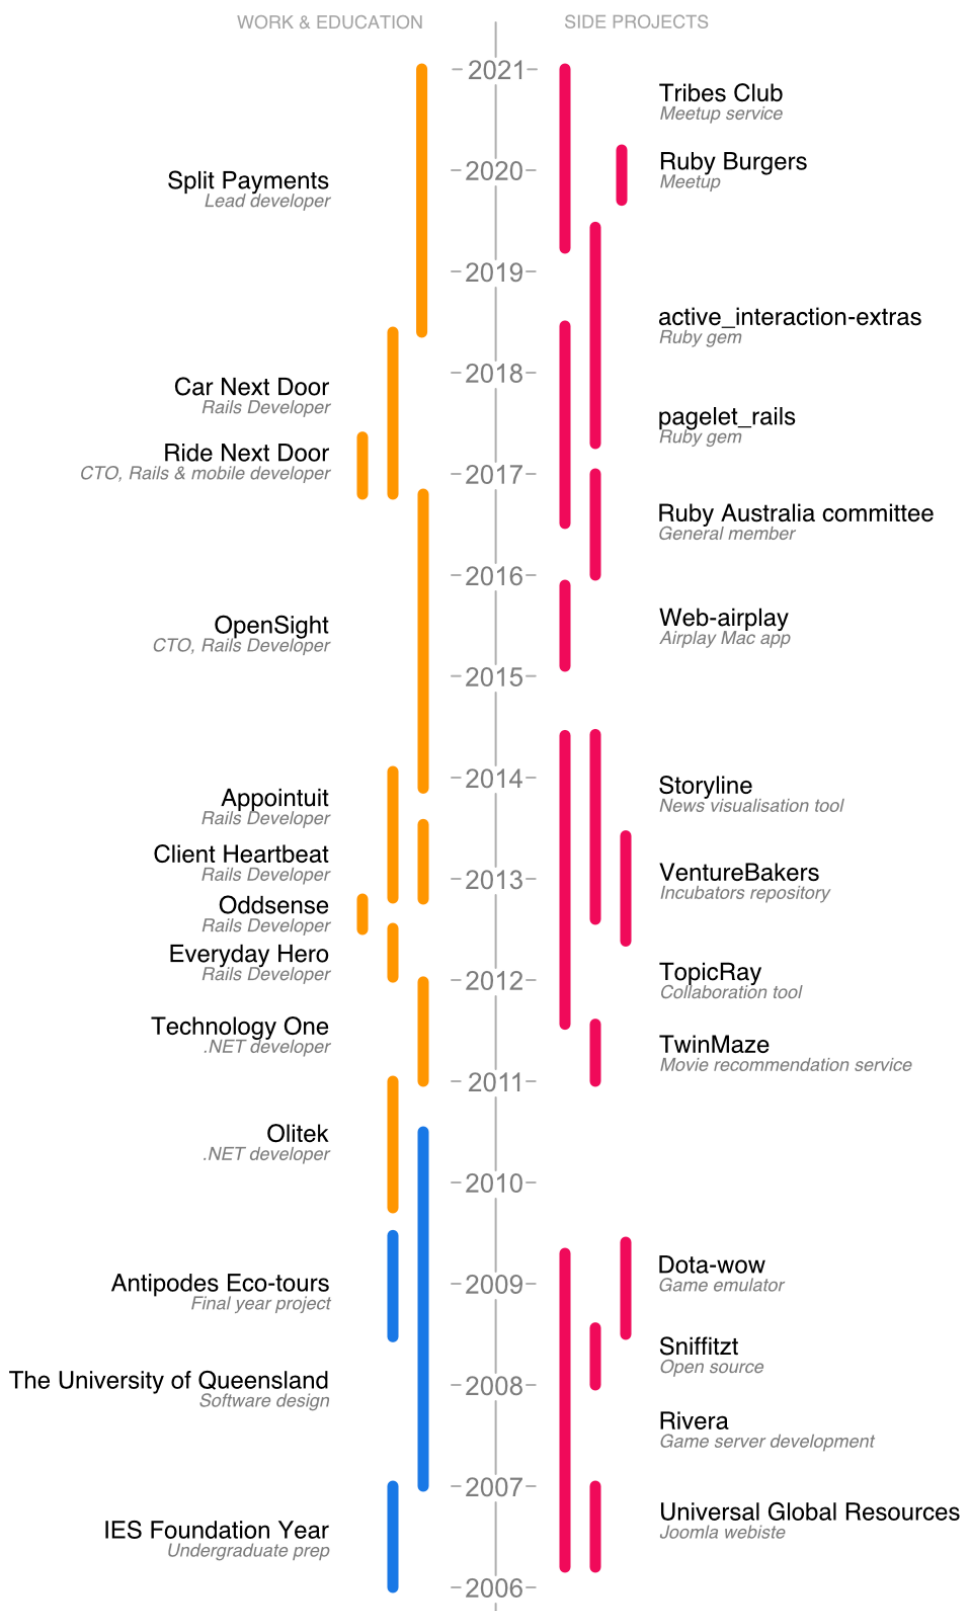 WORK & EDUCATION
SIDE PROJECTS
2021
Tribes Club
Meetup service
Ruby Burgers
Meetup
2020
Split Payments
Lead developer
2019
active_interaction-extras
Ruby gem
2018
Car Next Door
Rails Developer
pagelet_rails
Ruby gem
Ride Next Door
CTO, Rails & mobile developer
2017
Ruby Australia committee
General member
2016
OpenSight
CTO, Rails Developer
Web-airplay
Airplay Mac app
2015
2014
Storyline
News visualisation tool
Appointuit
Rails Developer
Client Heartbeat
Rails Developer
VentureBakers
Incubators repository
2013
Oddsense
Rails Developer
Everyday Hero
Rails Developer
TopicRay
Collaboration tool
2012
Technology One
.NET developer
TwinMaze
Movie recommendation service
2011
Olitek
.NET developer
2010
Dota-wow
Game emulator
2009
Antipodes Eco-tours
Final year project
Sniffitzt
Open source
2008
The University of Queensland
Software design
Rivera
Game server development
2007
Universal Global Resources
Joomla webiste
IES Foundation Year
Undergraduate prep
2006